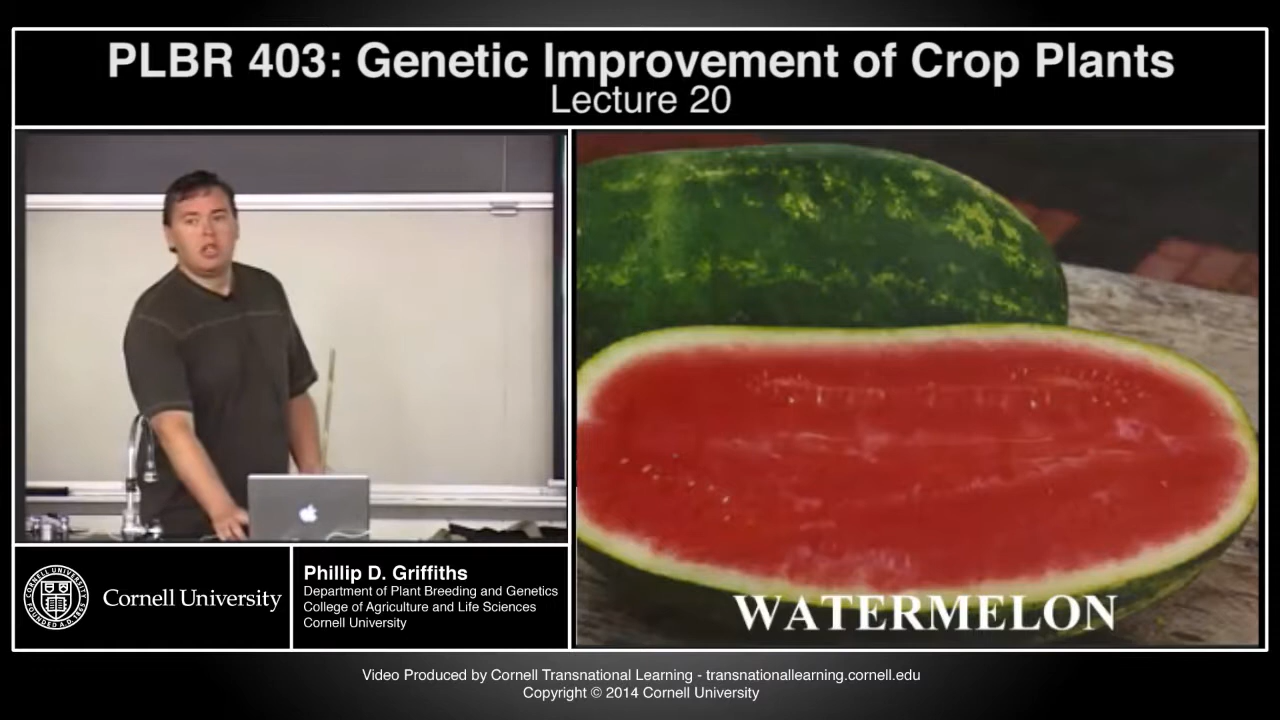 PLBR 403: Genetic Improvement of Crop Plants
Lecture 20
WATERMELON
Cornell University
Phillip D. Griffiths
Department of Plant Breeding and Genetics
College of Agriculture and Life Sciences
Cornell University
Video Produced by Cornell Transnational Learning - transnationallearning.cornell.edu
Copyright © 2014 Cornell University